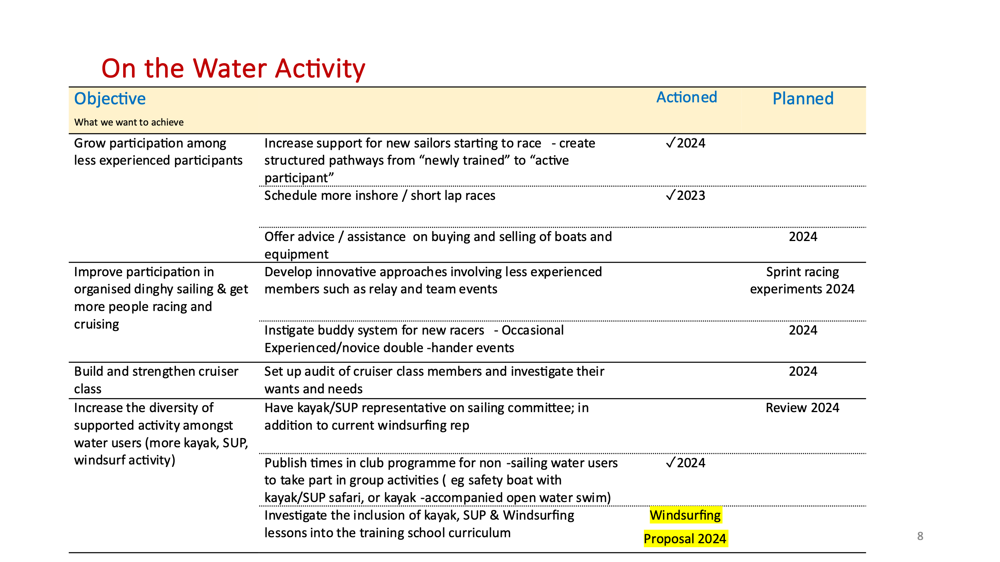 On the Water Activity
Objective
Actioned
Planned
What we want to achieve
Grow participation among
less experienced participants
Increase support for new sailors starting to race - create
structured pathways from “newly trained” to “active
participant”
✓2024
Schedule more inshore / short lap races
✓2023
Offer advice / assistance on buying and selling of boats and
equipment
2024
Improve participation in
organised dinghy sailing & get
more people racing and
cruising
Develop innovative approaches involving less experienced
members such as relay and team events
Sprint racing
experiments 2024
Instigate buddy system for new racers - Occasional
Experienced/novice double -hander events
2024
Build and strengthen cruiser
class
Set up audit of cruiser class members and investigate their
wants and needs
2024
Increase the diversity of
supported activity amongst
water users (more kayak, SUP,
windsurf activity)
Have kayak/SUP representative on sailing committee; in
addition to current windsurfing rep
Review 2024
Publish times in club programme for non -sailing water users
to take part in group activities ( eg safety boat with
kayak/SUP safari, or kayak -accompanied open water swim)
✓2024
Investigate the inclusion of kayak, SUP & Windsurfing
lessons into the training school curriculum
Windsurfing
Proposal 2024
8